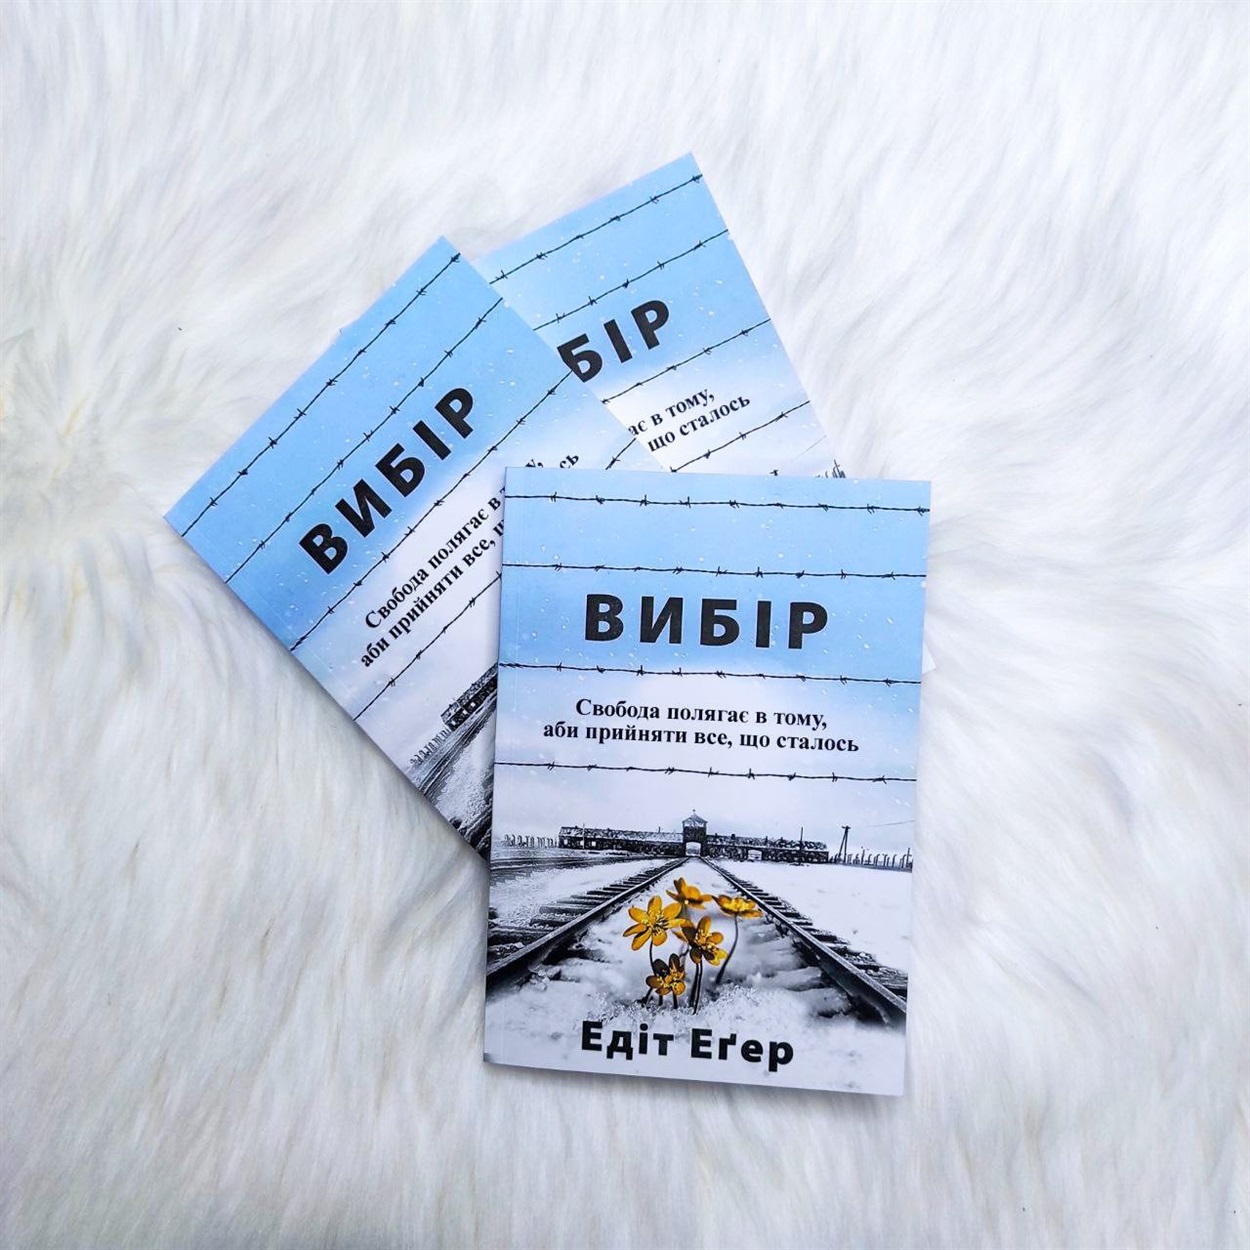 БІР
ає в тому,
що сталось
ВИБІР
Свобода полягає в
аби прийняти все,
ВИБІР
Свобода полягає в тому,
аби прийняти все, що сталось
Едіт Еґер